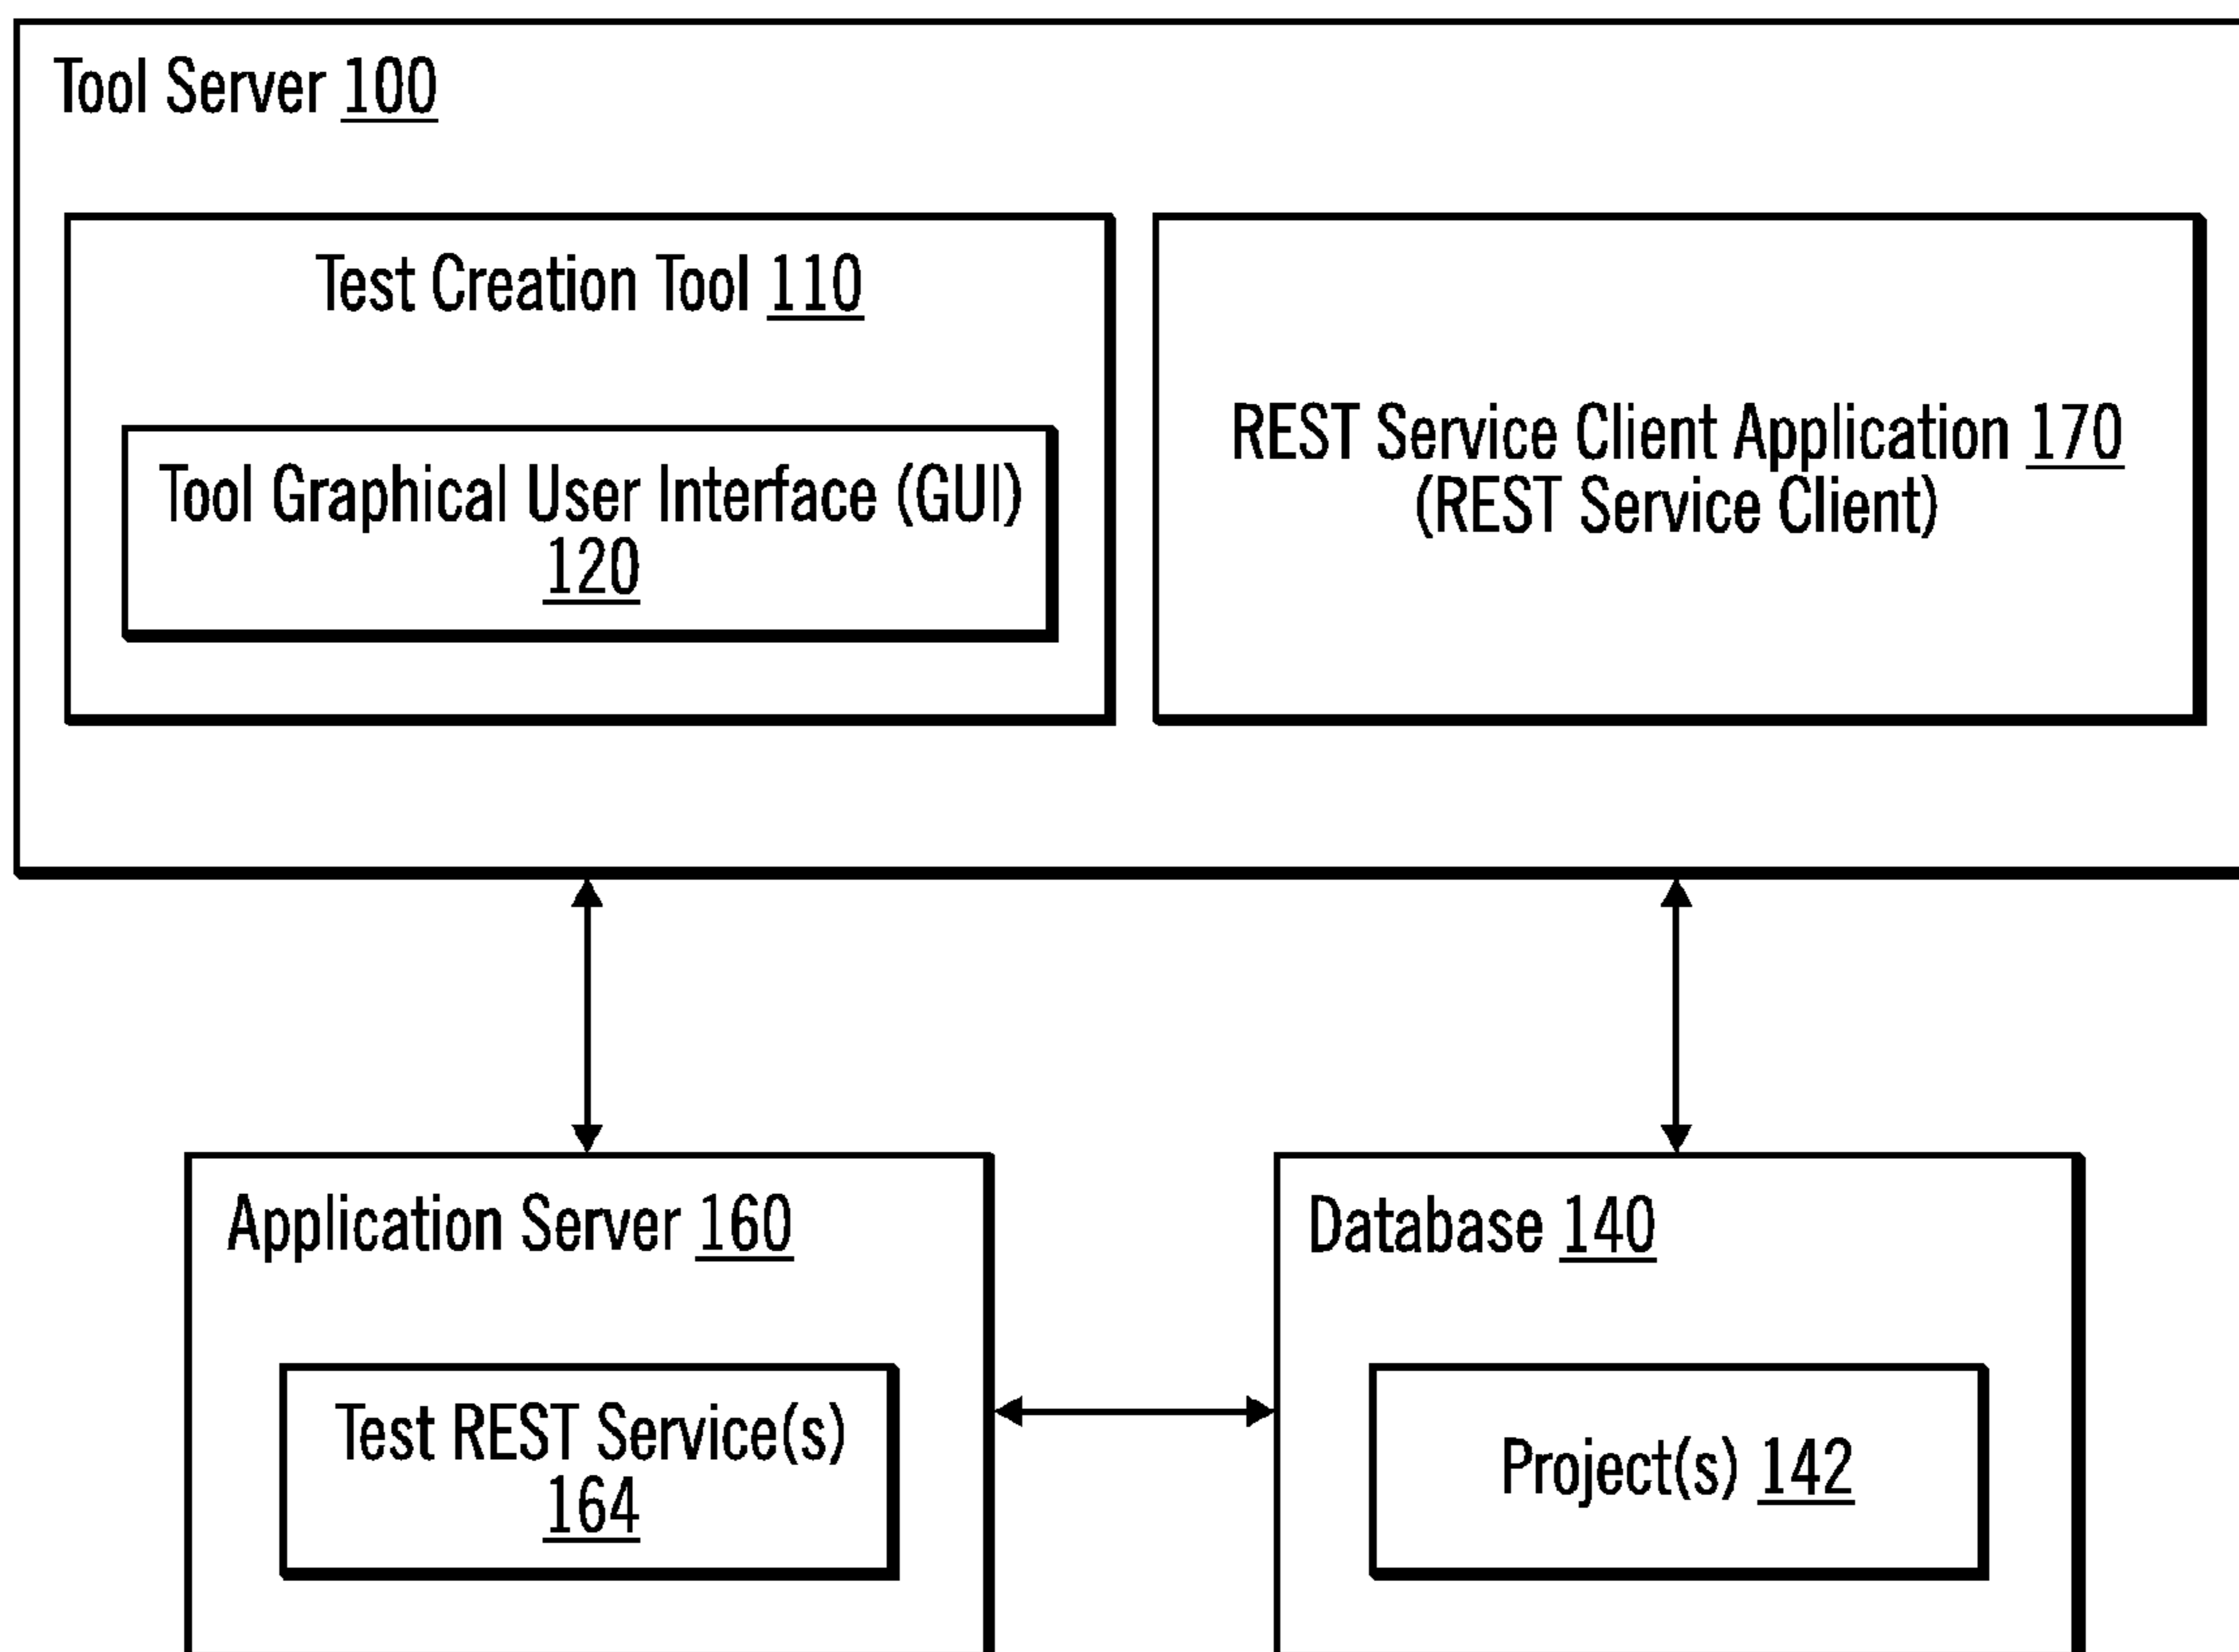 Tool Server 100
Test Creation Tool 110
Tool Graphical User Interface (GUI)
120
REST Service Client Application 170
(REST Service Client)
Application Server 160
Test REST Service(s)
164
Database 140
Project(s) 142